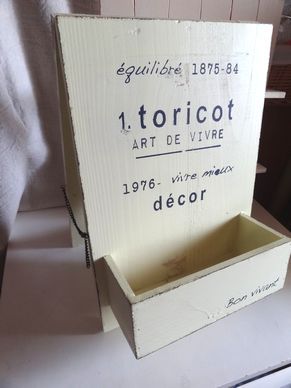 équilibré 1875-84
1. toricot
ART DE VIVRE
1976- vivre mieux
décor
Bon vivant